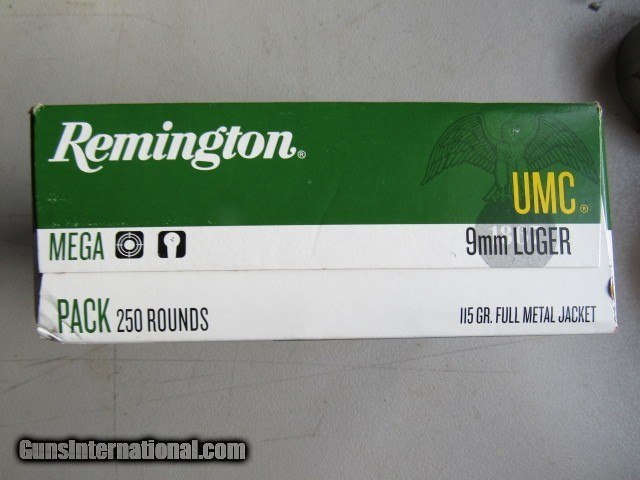 Remington®
UMC®
MEGA 9mm LUGER
PACK 250 ROUNDS 115 GR. FULL METAL JACKET
GunsInternational.com